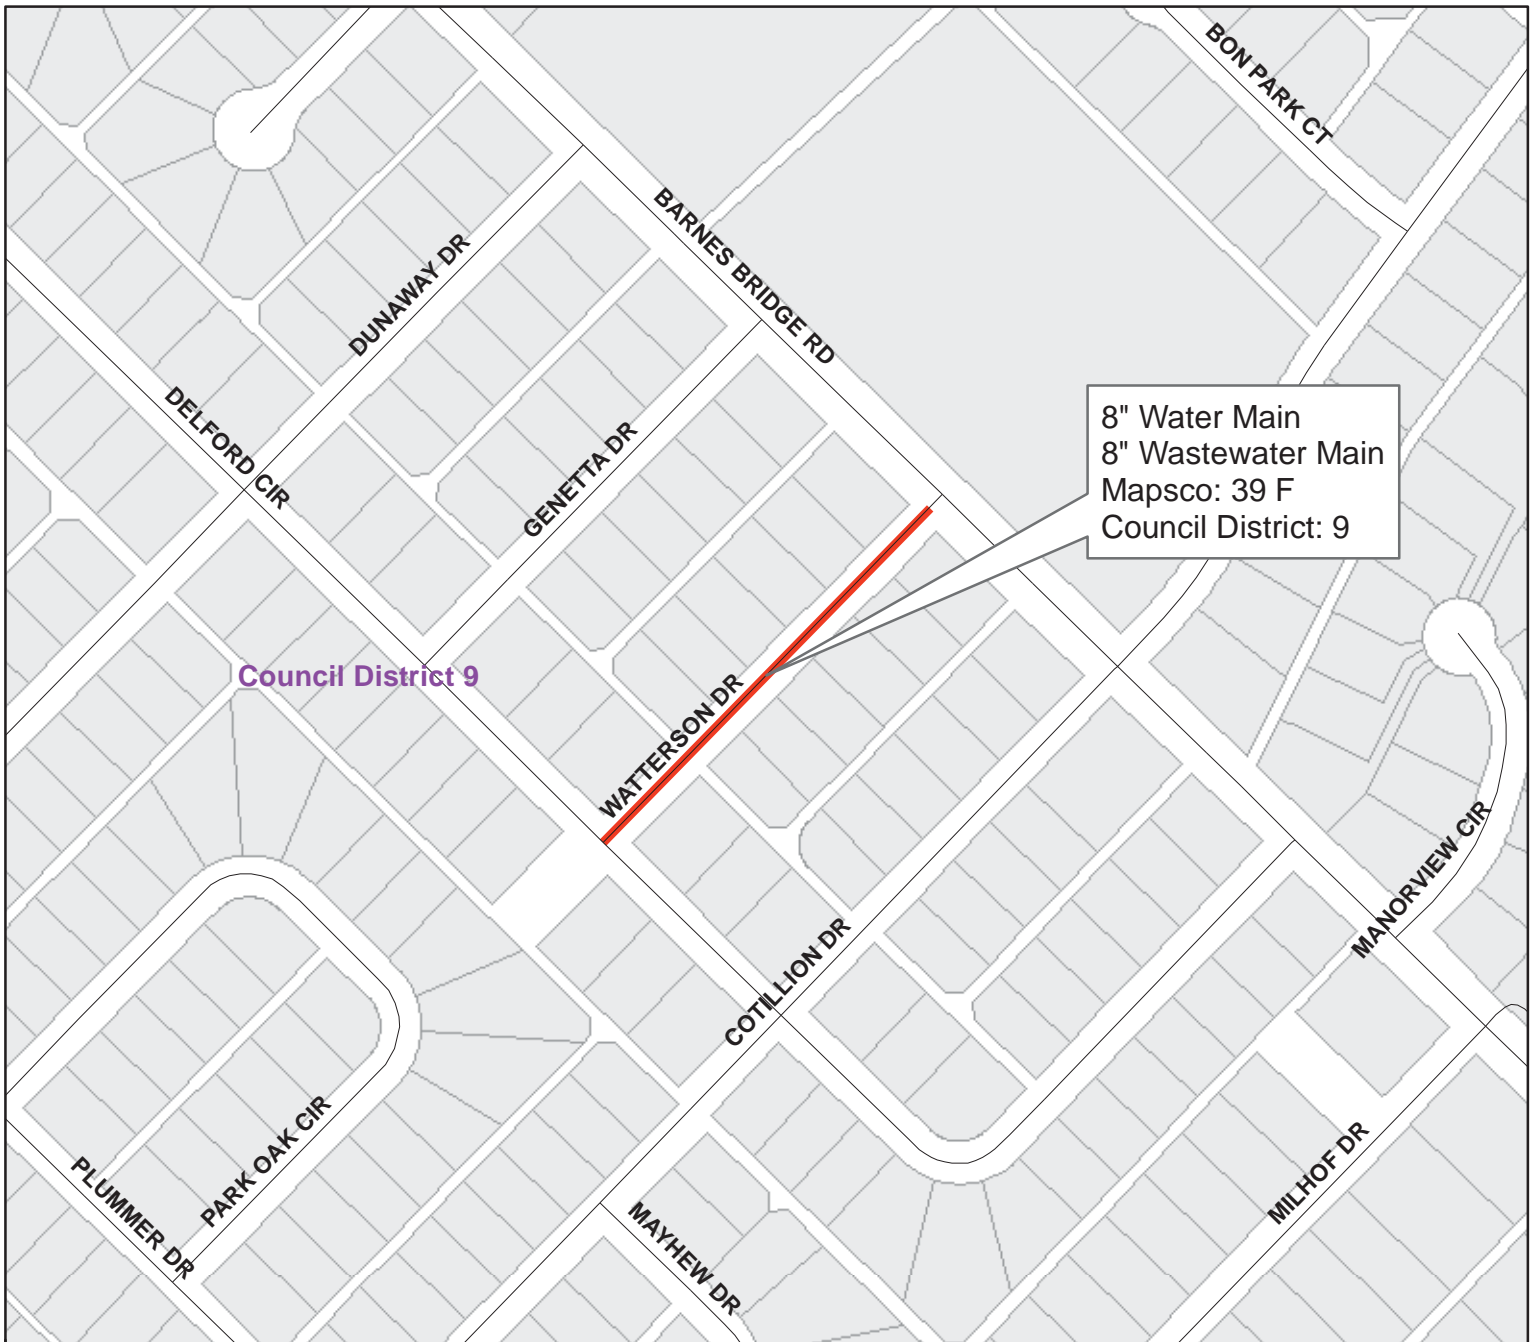 BON PARK CT
BARNES BRIDGE RD
DUNAWAY DR
DELFORD CIR
GENETTA DR
8" Water Main
8" Wastewater Main
Mapsco: 39 F
Council District: 9
Council District 9
WATTERSON DR
MANORVIEW CIR
COTILLION DR
PARK OAK CIR
PLUMMER DR
MILHOF DR
MAYHEW DR